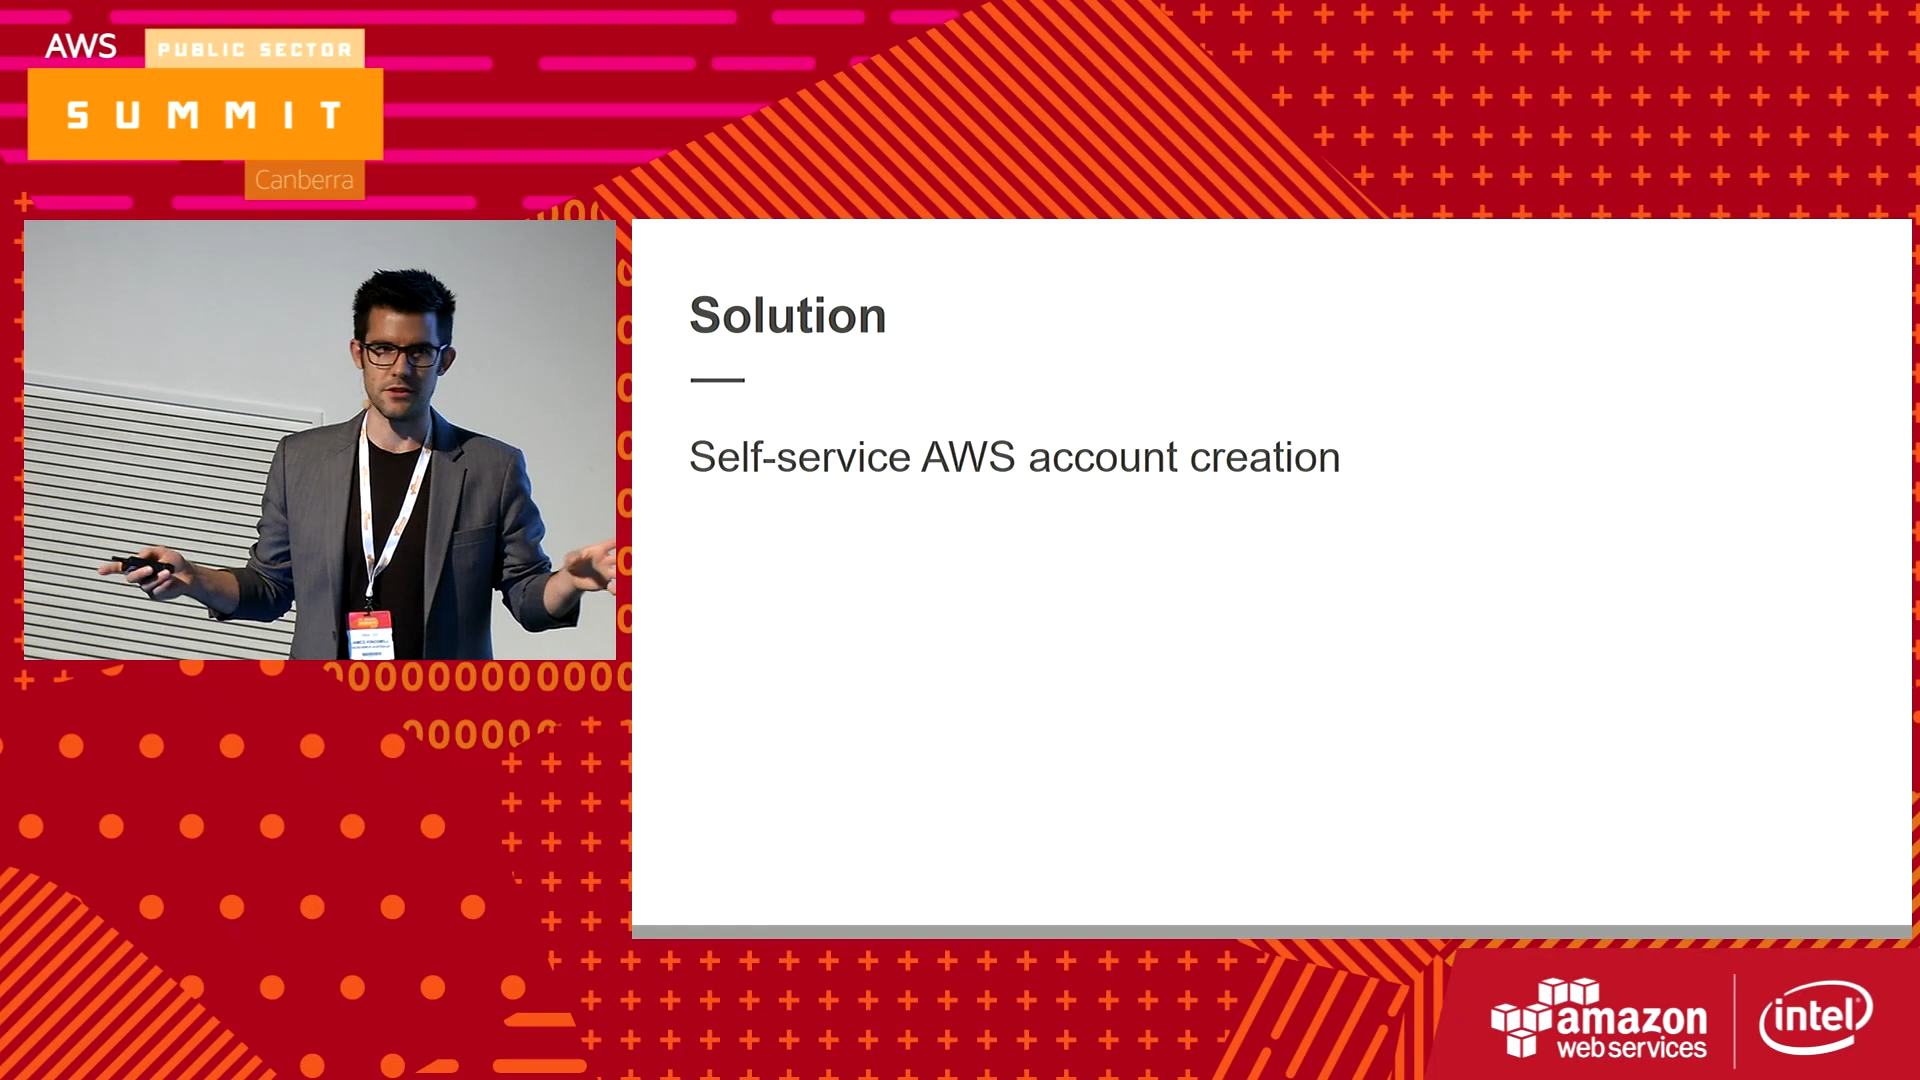 AWS
PUBLIC SECTOR
SUMMIT
Canberra
Solution
Self-service AWS account creation
amazon
web services
intel